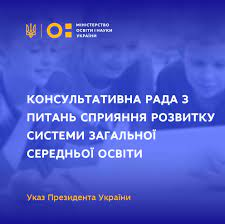 МІНІСТЕРСТВО
ОСВІТИ І НАУКИ
УКРАЇНИ
КОНСУЛЬТАТИВНА РАДА З
ПИТАНЬ СПРИЯННЯ РОЗВИТКУ
СИСТЕМИ ЗАГАЛЬНОЇ
СЕРЕДНЬОЇ ОСВІТИ
Указ Президента України